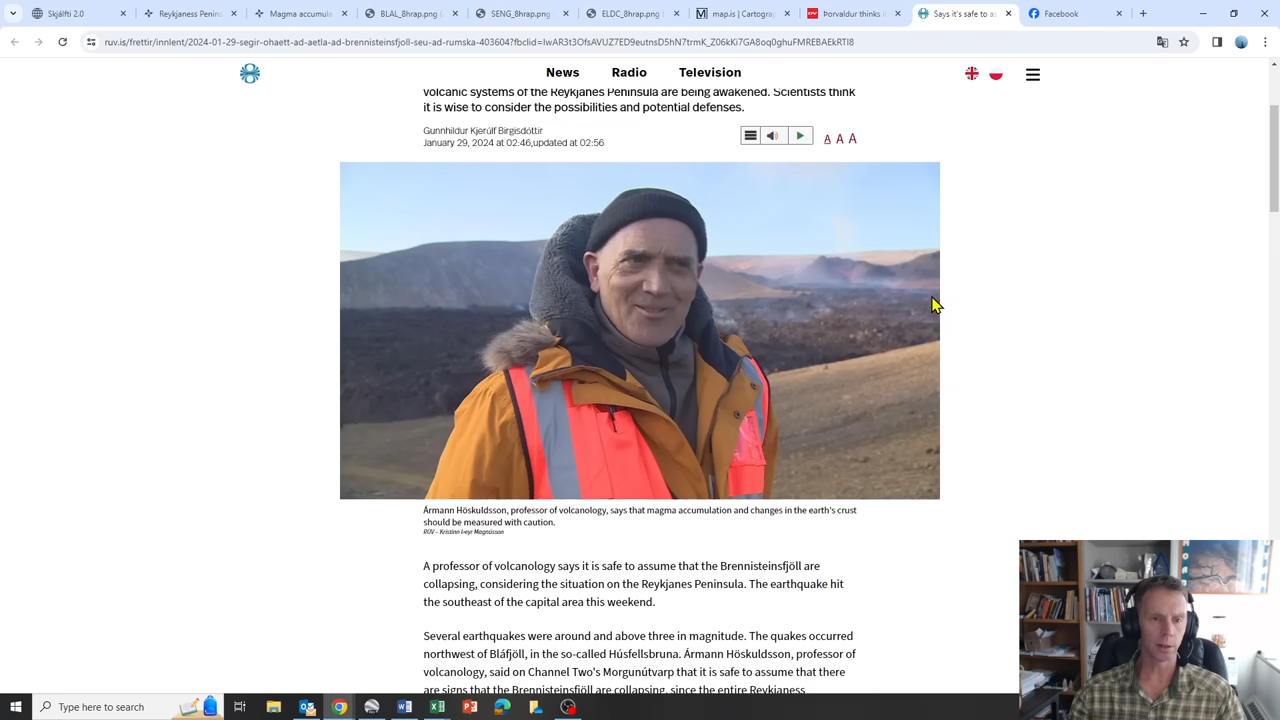 Skjálfti 2.0
Reykjanes Penins
Magma accumula
BLAL_8hrap.png (
SENG_8hrap.png (
ELDC_8hrap.png (
map.is | Cartograp
Þorvaldur thinks i
Says it's safe to as
Facebook
ruv.is/frettir/innlent/2024-01-29-segir-ohaett-ad-aetla-ad-brennisteinsfjoll-seu-ad-rumska-403604?fbclid=IwAR3t3OfsAVUZ7ED9eutnsD5hN7trmK_Z06kKi7GA8oq0ghuFMREBAEkRTI8
News Radio Television
volcanic systems of the Reykjanes Peninsula are being awakened. Scientists think
it is wise to consider the possibilities and potential defenses.
Gunnhildur Kjerúlf Birgisdóttir
January 29, 2024 at 02:46,updated at 02:56
A A A
Ármann Höskuldsson, professor of volcanology, says that magma accumulation and changes in the earth's crust
should be measured with caution.
RÚV – Kristinn Þeyr Magnússon
A professor of volcanology says it is safe to assume that the Brennisteinsfjöll are
collapsing, considering the situation on the Reykjanes Peninsula. The earthquake hit
the southeast of the capital area this weekend.
Several earthquakes were around and above three in magnitude. The quakes occurred
northwest of Bláfjöll, in the so-called Húsfellsbruna. Ármann Höskuldsson, professor of
volcanology, said on Channel Two's Morgunútvarp that it is safe to assume that there
are signs that the Brennisteinsfjöll are collapsing, since the entire Reykjanes
Type here to search